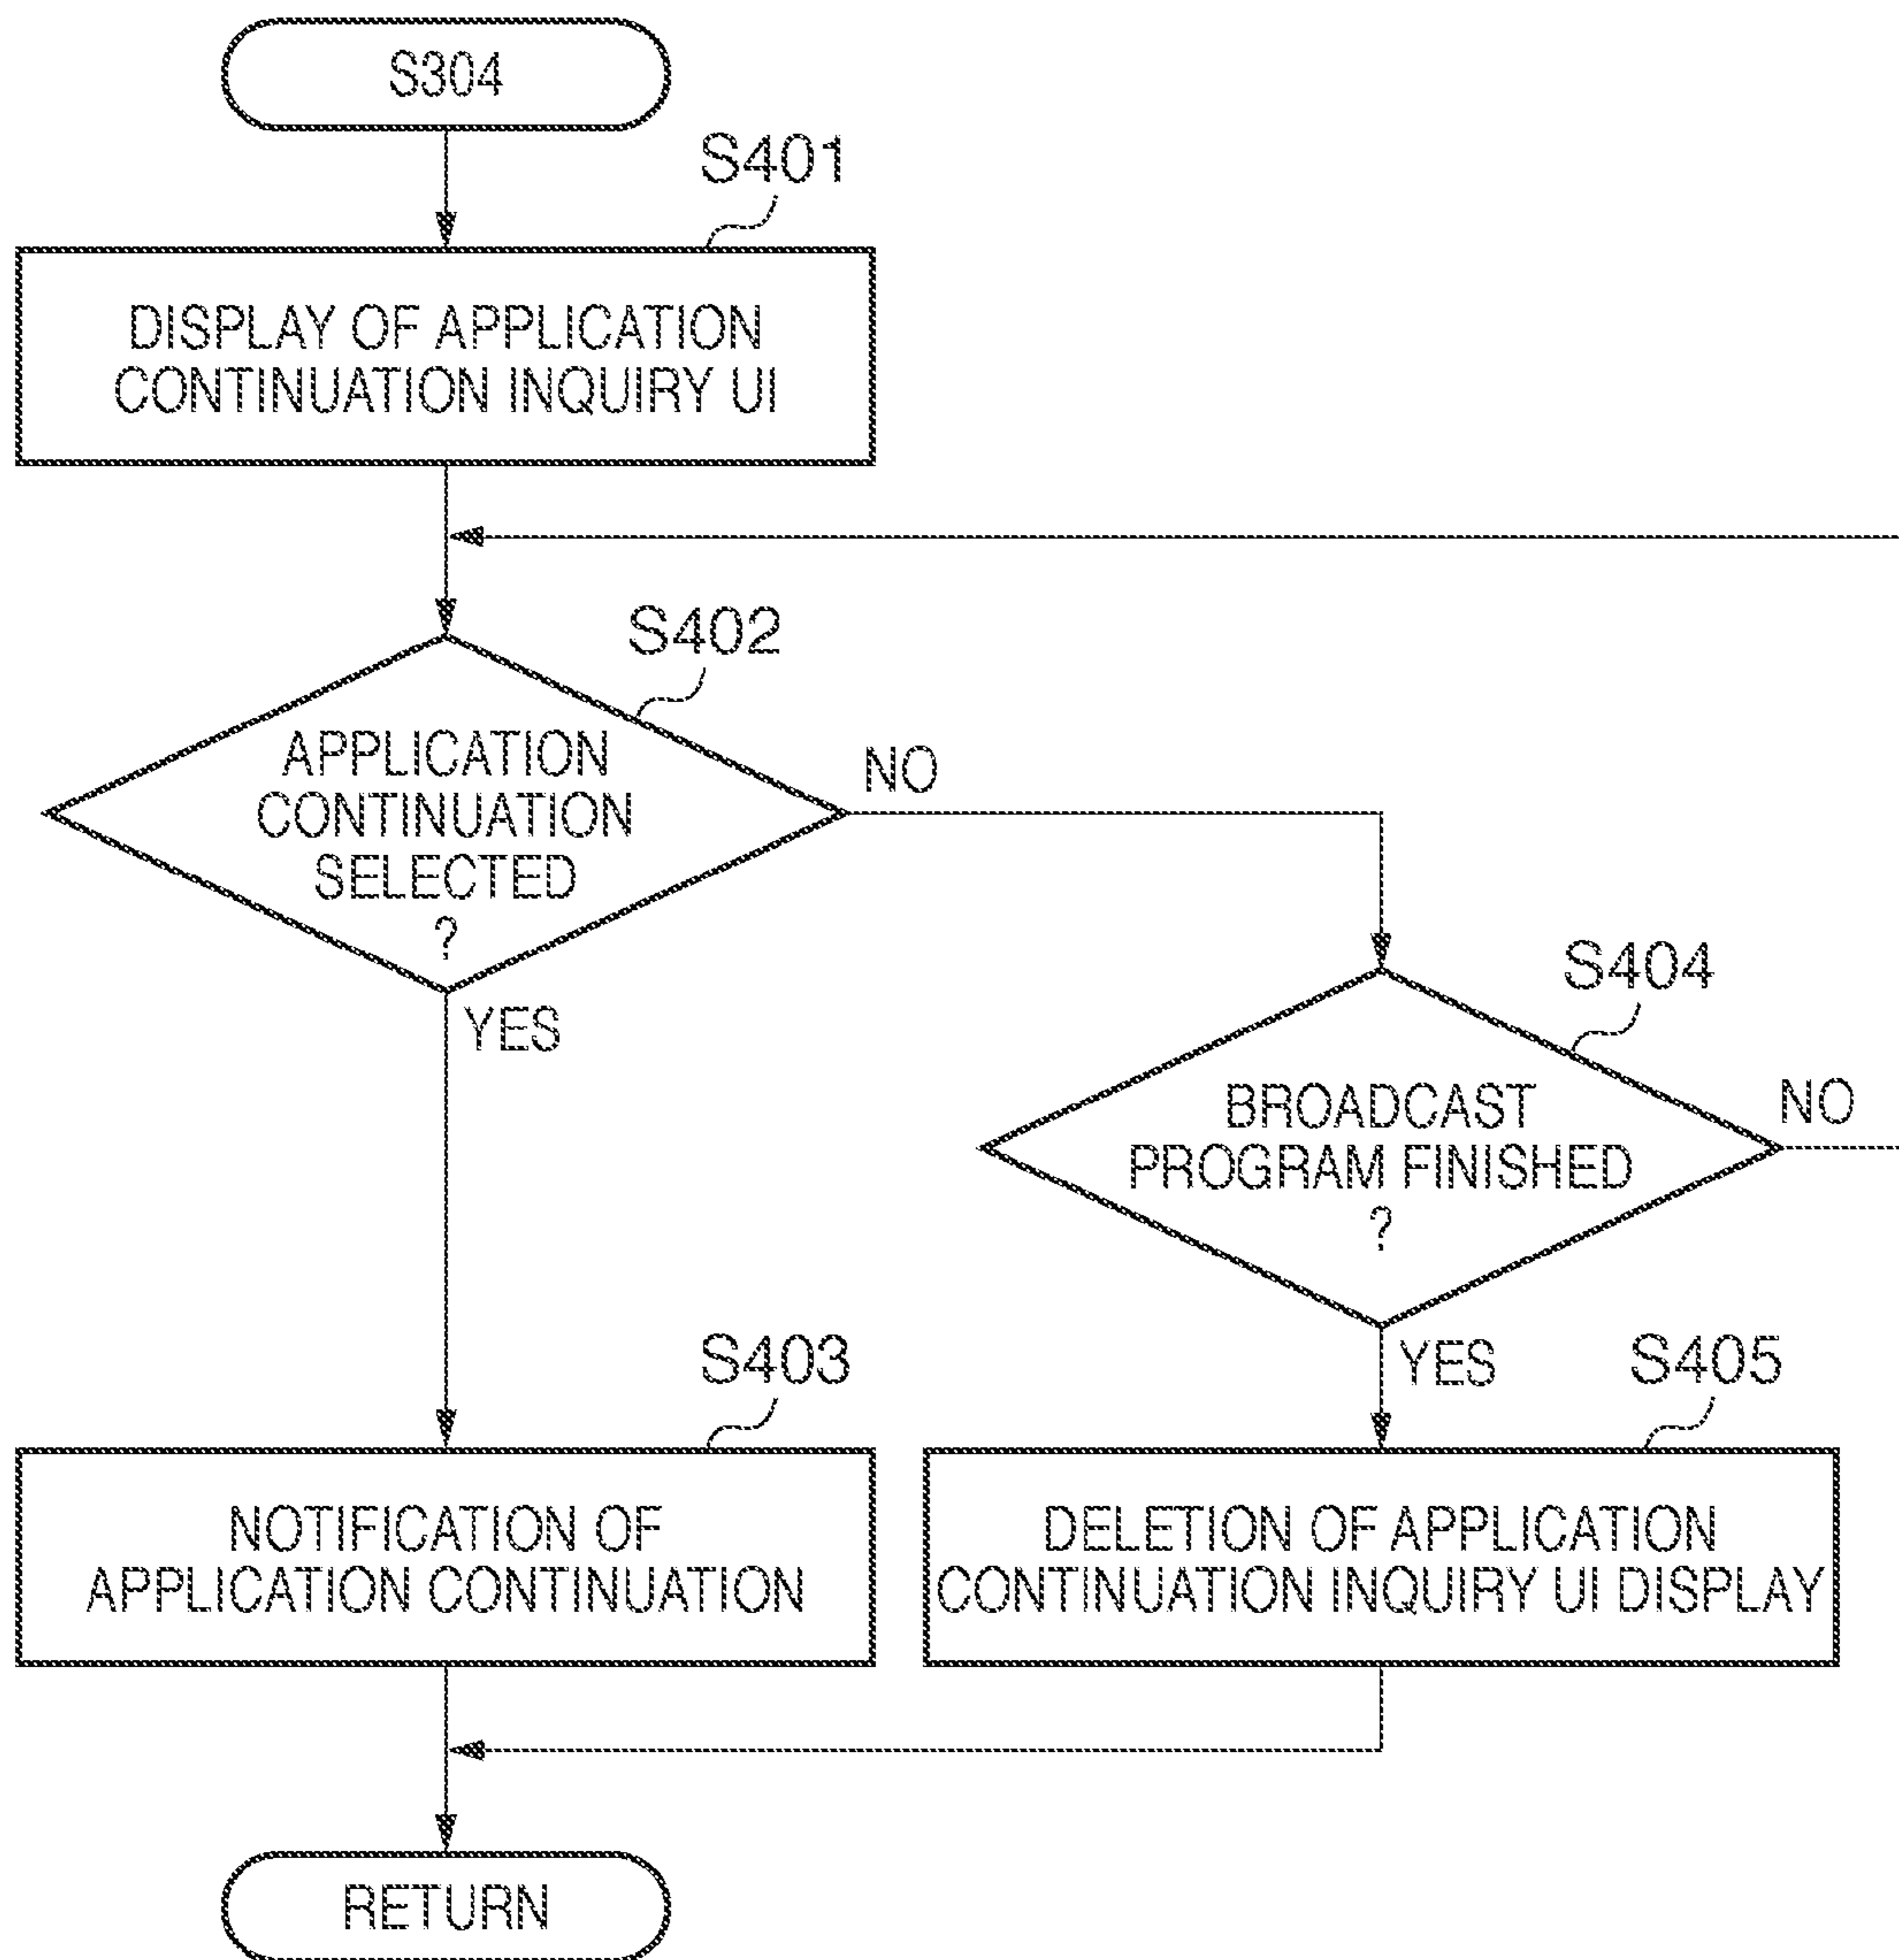 S304
S401
DISPLAY OF APPLICATION
CONTINUATION INQUIRY UI
S402
APPLICATION
CONTINUATION
SELECTED
?
NO
YES
S404
BROADCAST
PROGRAM FINISHED
?
NO
YES
S403
NOTIFICATION OF
APPLICATION CONTINUATION
S405
DELETION OF APPLICATION
CONTINUATION INQUIRY UI DISPLAY
RETURN